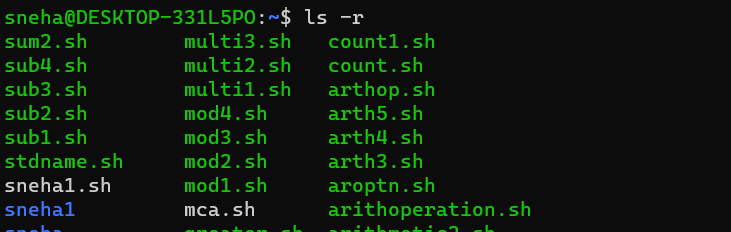 sneha@DESKTOP-331L5PO:~$ ls -r
sum2.sh multi3.sh count1.sh
sub4.sh multi2.sh count.sh
sub3.sh multi1.sh arthop.sh
sub2.sh mod4.sh arth5.sh
sub1.sh mod3.sh arth4.sh
stdname.sh mod2.sh arth3.sh
sneha1.sh mod1.sh aroptn.sh
sneha1 mca.sh arithoperation.sh